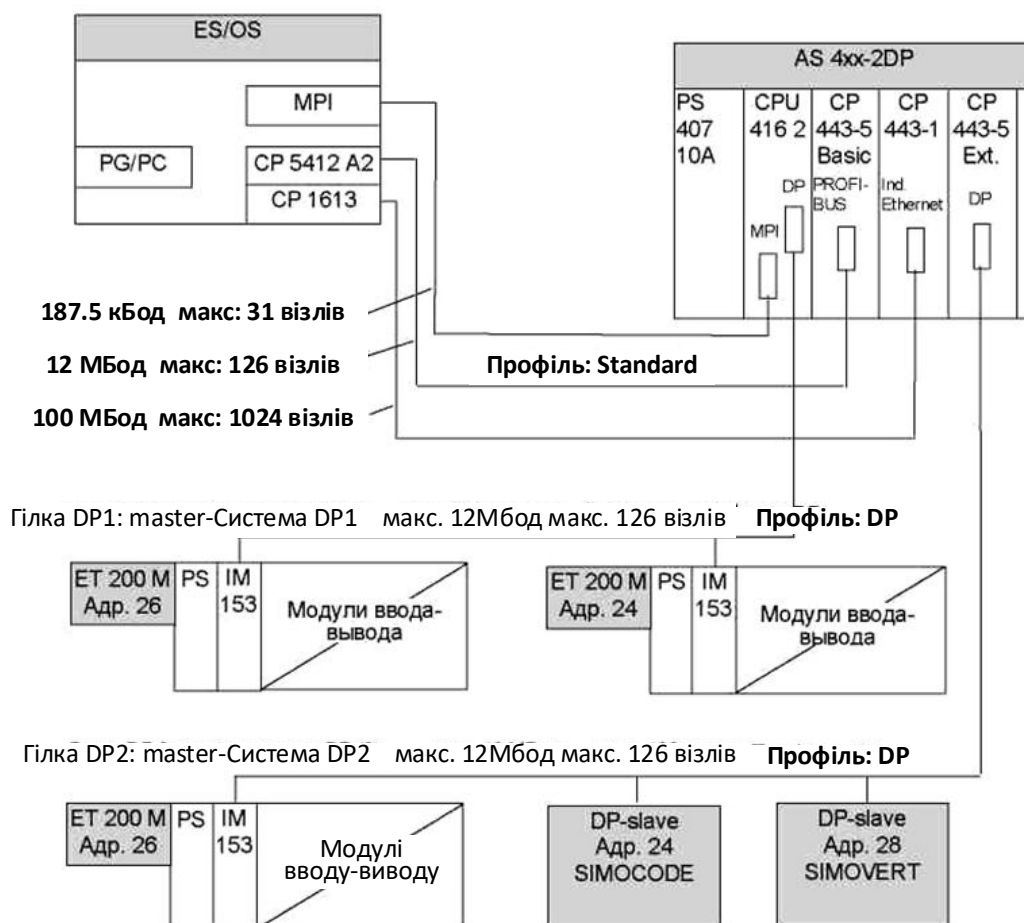 ES/OS
MPI
PG/PC
CP 5412 A2
CP 1613
AS 4xx-2DP
PS
407
10A
CPU
416 2
CP
443-5
Basic
CP
443-1
CP
443-5
Ext.
DP
MPI
PROFI-
BUS
Ind.
Ethernet
DP
187.5 кБод макс: 31 візлів
12 МБод макс: 126 візлів
Профіль: Standard
100 МБод макс: 1024 візлів
Гілка DP1: master-Система DP1 макс. 12Мбод макс. 126 візлів Профіль: DP
ET 200 M
Адр. 26
PS
IM
153
Модули ввода-
вывода
ET 200 M
Адр. 24
PS
IM
153
Модули ввода-
вывода
Гілка DP2: master-Система DP2 макс. 12Мбод макс. 126 візлів Профіль: DP
ET 200 M
Адр. 26
PS
IM
153
Модулі
вводу-виводу
DP-slave
Адр. 24
SIMOCODE
DP-slave
Адр. 28
SIMOVERT